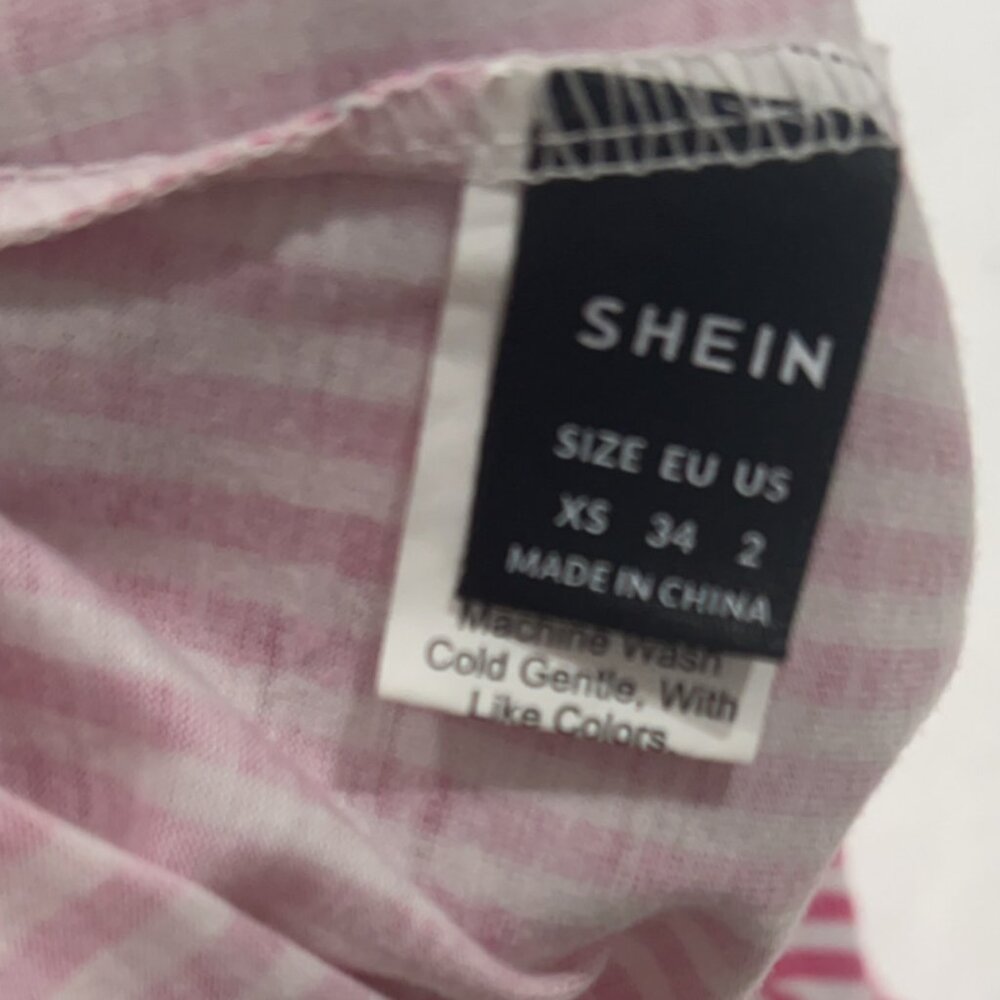 SHEIN
SIZE EU US
XS 34 2
MADE IN CHINA
Machine Wash
Cold Gentle, With
Like Colors.